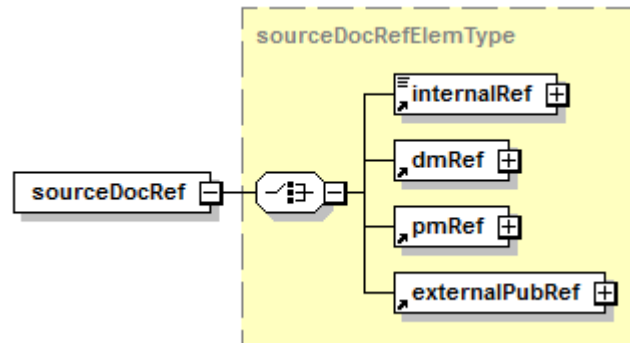 sourceDocRefElemType
internalRef
dmRef
sourceDocRef
pmRef
externalPubRef